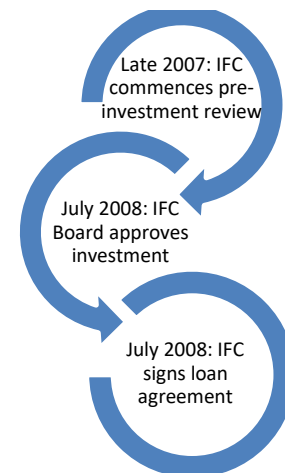 Late 2007: IFC
commences pre-
investment review
July 2008: IFC
Board approves
investment
July 2008: IFC
signs loan
agreement